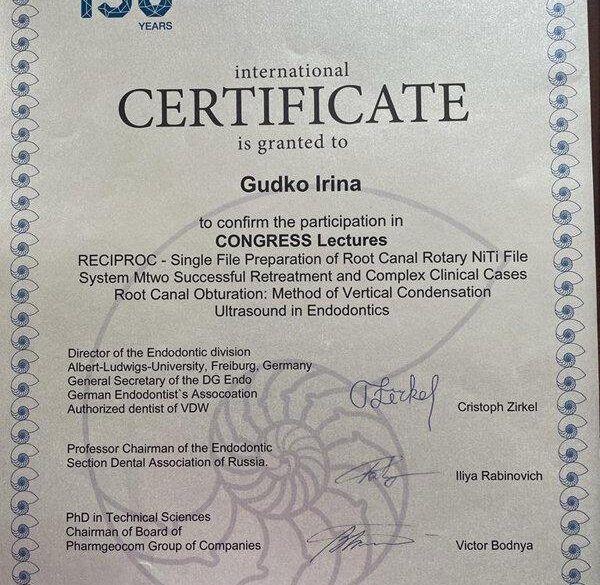 150
YEARS
international
CERTIFICATE
is granted to
Gudko Irina
to confirm the participation in
CONGRESS Lectures
RECIPROC - Single File Preparation of Root Canal Rotary NiTi File
System Mtwo Successful Retreatment and Complex Clinical Cases
Root Canal Obturation: Method of Vertical Condensation
Ultrasound in Endodontics
Director of the Endodontic division
Albert-Ludwigs-University, Freiburg, Germany
General Secretary of the DG Endo
German Endodontist`s Assocoation
Authorized dentist of VDW
Cristoph Zirkel
Professor Chairman of the Endodontic
Section Dental Association of Russia.
Iliya Rabinovich
PhD in Technical Sciences
Chairman of Board of
Pharmgeocom Group of Companies
Victor Bodnya